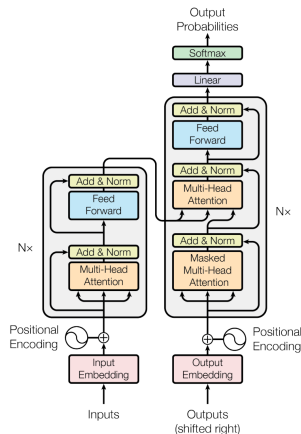 Output
Probabilities
Softmax
Linear
Add & Norm
Feed
Forward
Add & Norm
Multi-Head
Attention
Add & Norm
Masked
Multi-Head
Attention
N×
Positional
Encoding
Output
Embedding
Outputs
(shifted right)
Add & Norm
Feed
Forward
Add & Norm
Multi-Head
Attention
N×
Positional
Encoding
Input
Embedding
Inputs